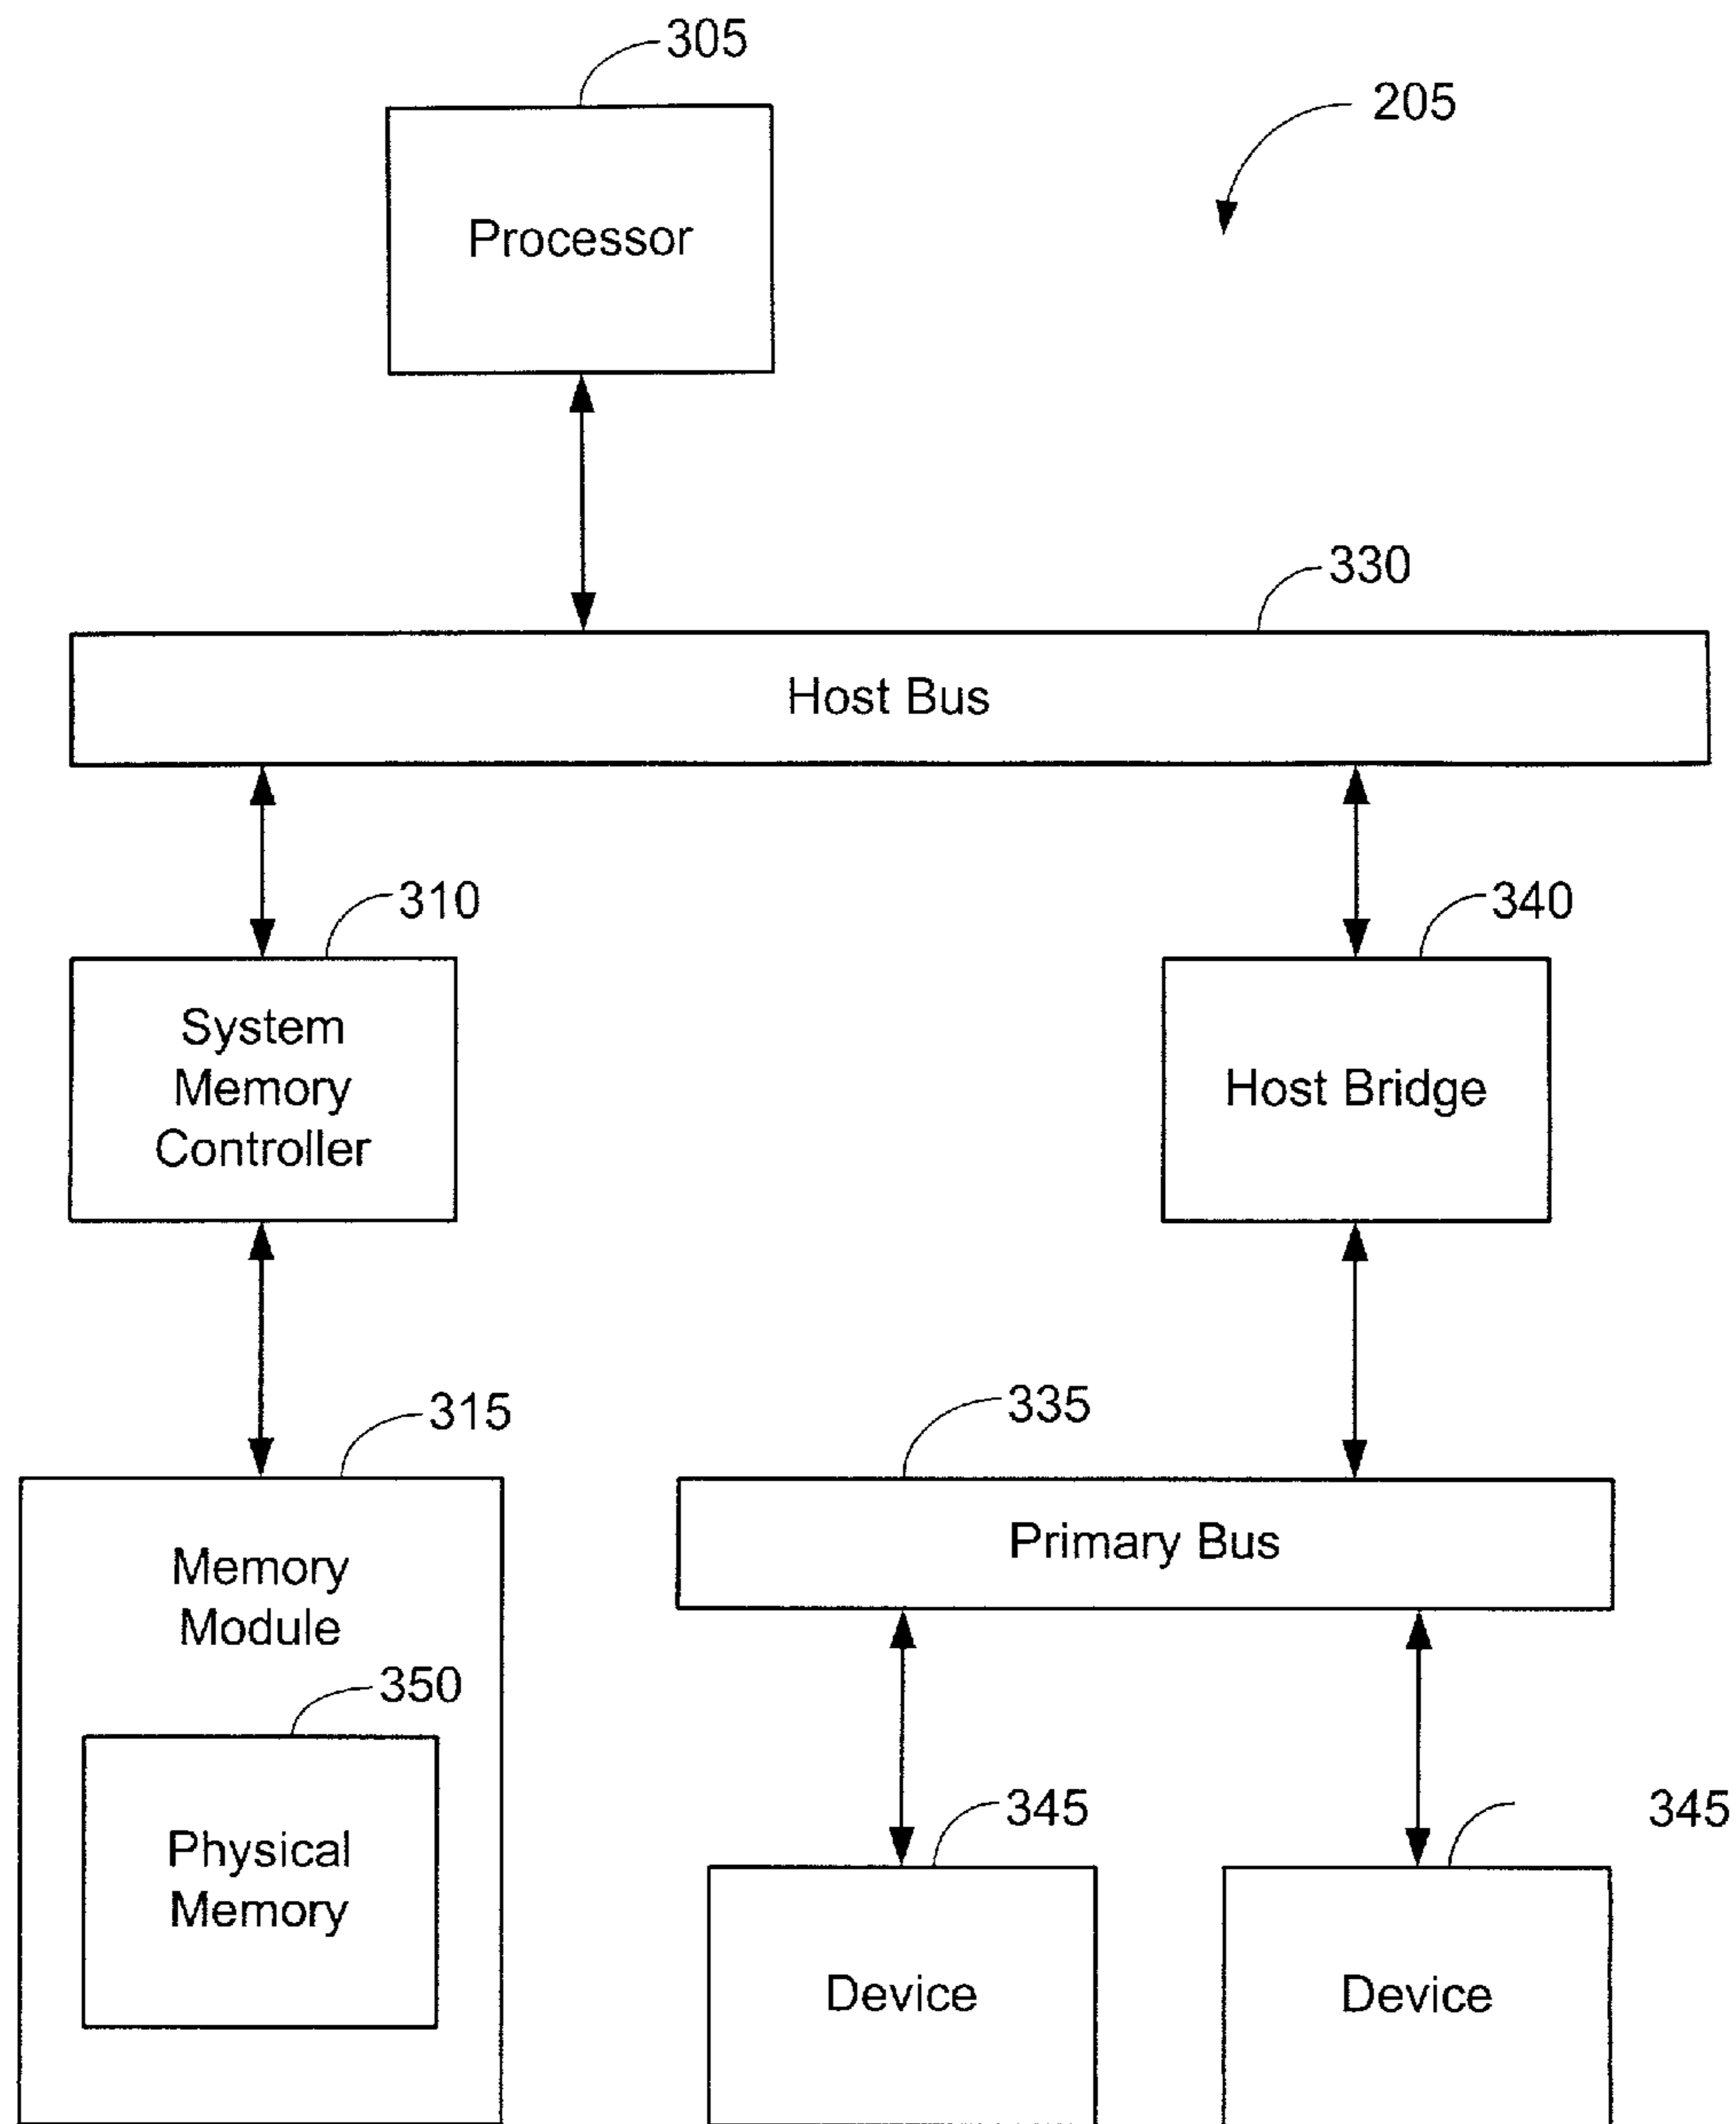 305
205
Processor
330
Host Bus
310
340
System
Memory
Controller
Host Bridge
315
335
Memory
Module
Primary Bus
350
Physical
Memory
345
345
Device
Device